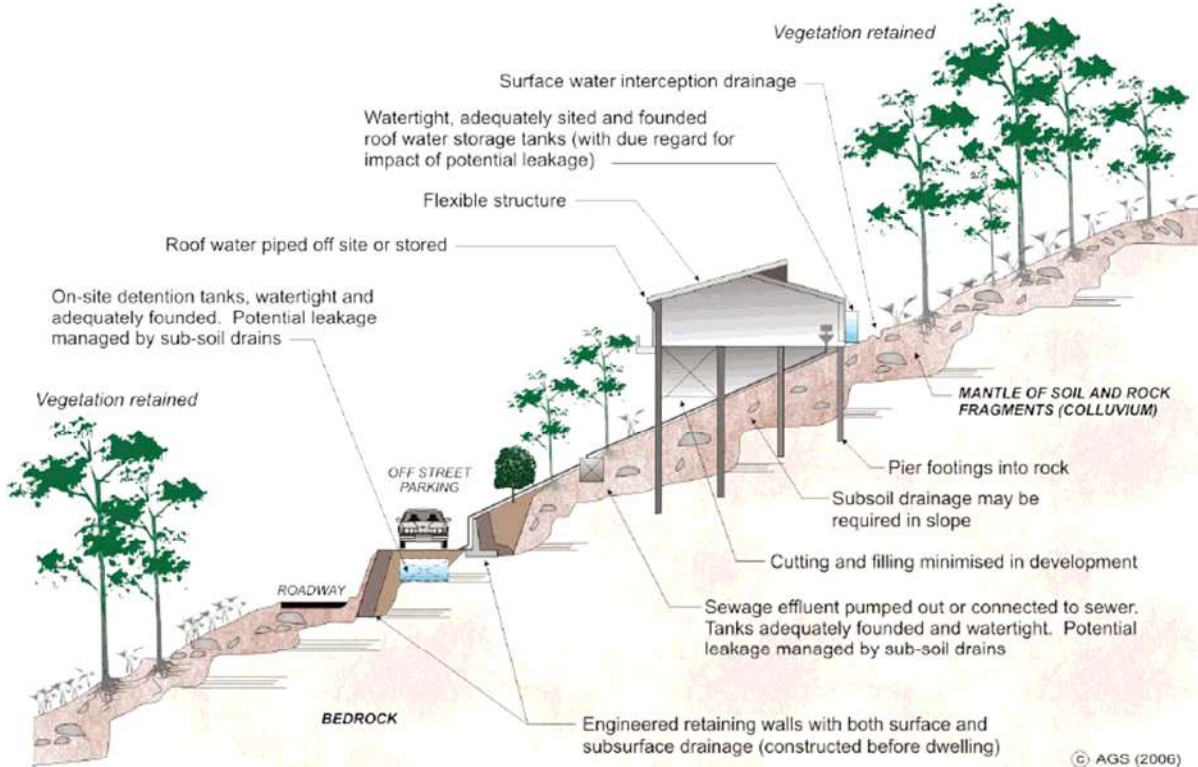 Vegetation retained
Surface water interception drainage
Watertight, adequately sited and founded
roof water storage tanks (with due regard for
impact of potential leakage)
Flexible structure
Roof water piped off site or stored
On-site detention tanks, watertight and
adequately founded. Potential leakage
managed by sub-soil drains
Vegetation retained
OFF STREET
PARKING
MANTLE OF SOIL AND ROCK
FRAGMENTS (COLLUVIUM)
Pier footings into rock
Subsoil drainage may be
required in slope
Cutting and filling minimised in development
ROADWAY
Sewage effluent pumped out or connected to sewer.
Tanks adequately founded and watertight. Potential
leakage managed by sub-soil drains
BEDROCK
Engineered retaining walls with both surface and
subsurface drainage (constructed before dwelling)
© AGS (2006)